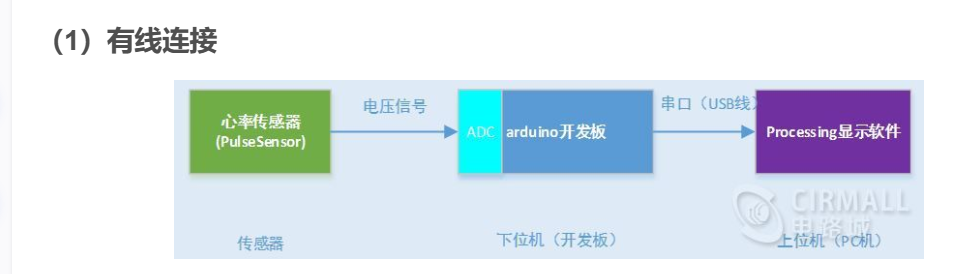 （1）有线连接
电压信号
串口（USB线）
心率传感器
(PulseSensor)
ADC
arduino开发板
Processing显示软件
CIRMALL
电路城
传感器
下位机（开发板）
上位机（PC机）